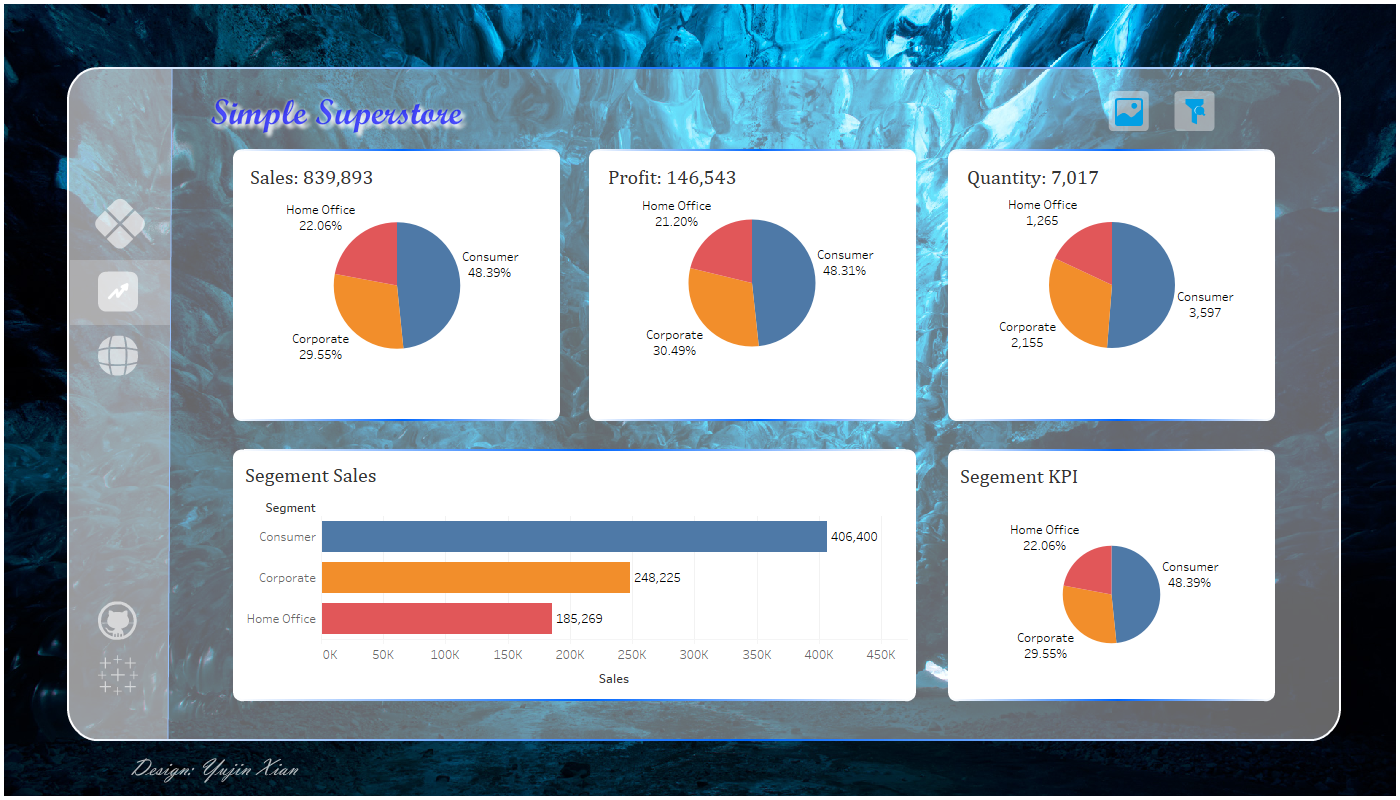 Simple Superstore
Sales: 839,893
Home Office
22.06%
Consumer
48.39%
Corporate
29.55%
Profit: 146,543
Home Office
21.20%
Consumer
48.31%
Corporate
30.49%
Quantity: 7,017
Home Office
1,265
Consumer
3,597
Corporate
2,155
Segement Sales
Segment
Consumer
406,400
Corporate
248,225
Home Office
185,269
0K 50K 100K 150K 200K 250K 300K 350K 400K 450K
Sales
Segement KPI
Home Office
22.06%
Consumer
48.39%
Corporate
29.55%
Design: Yujin Xian